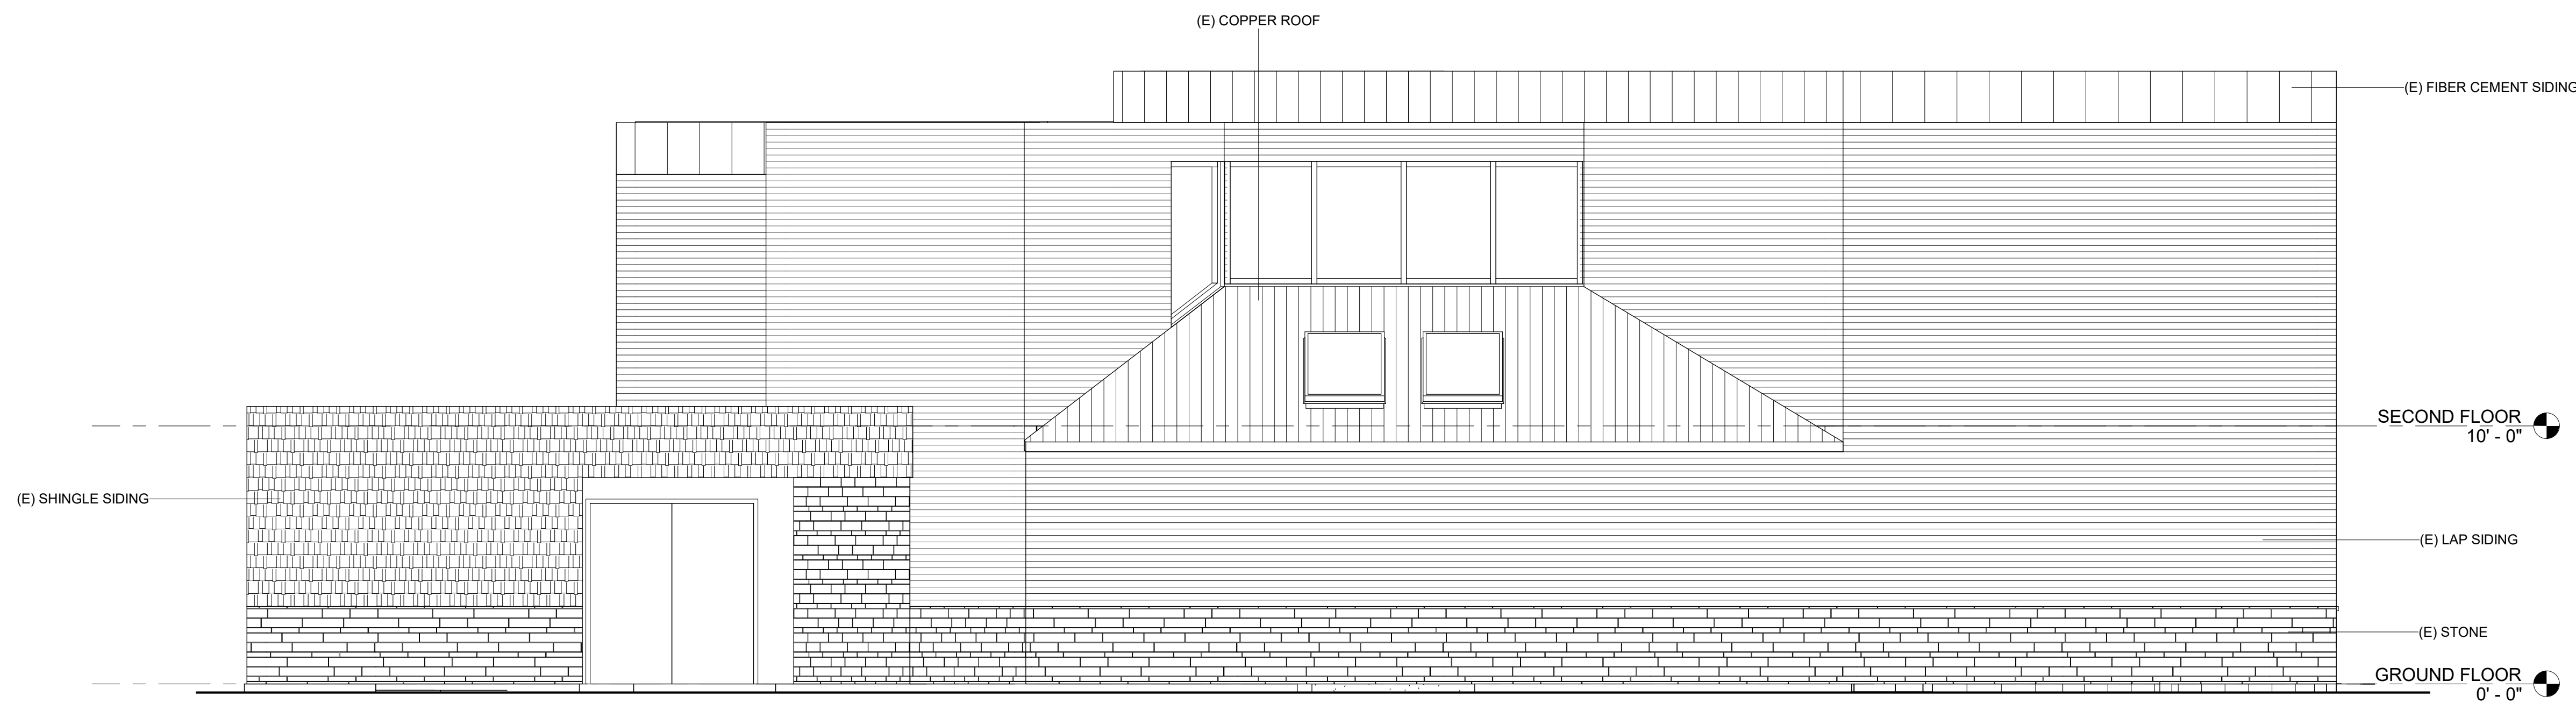 (E) COPPER ROOF
(E) FIBER CEMENT SIDING
SECOND FLOOR
10' - 0"
(E) SHINGLE SIDING
(E) LAP SIDING
(E) STONE
GROUND FLOOR
0' - 0"